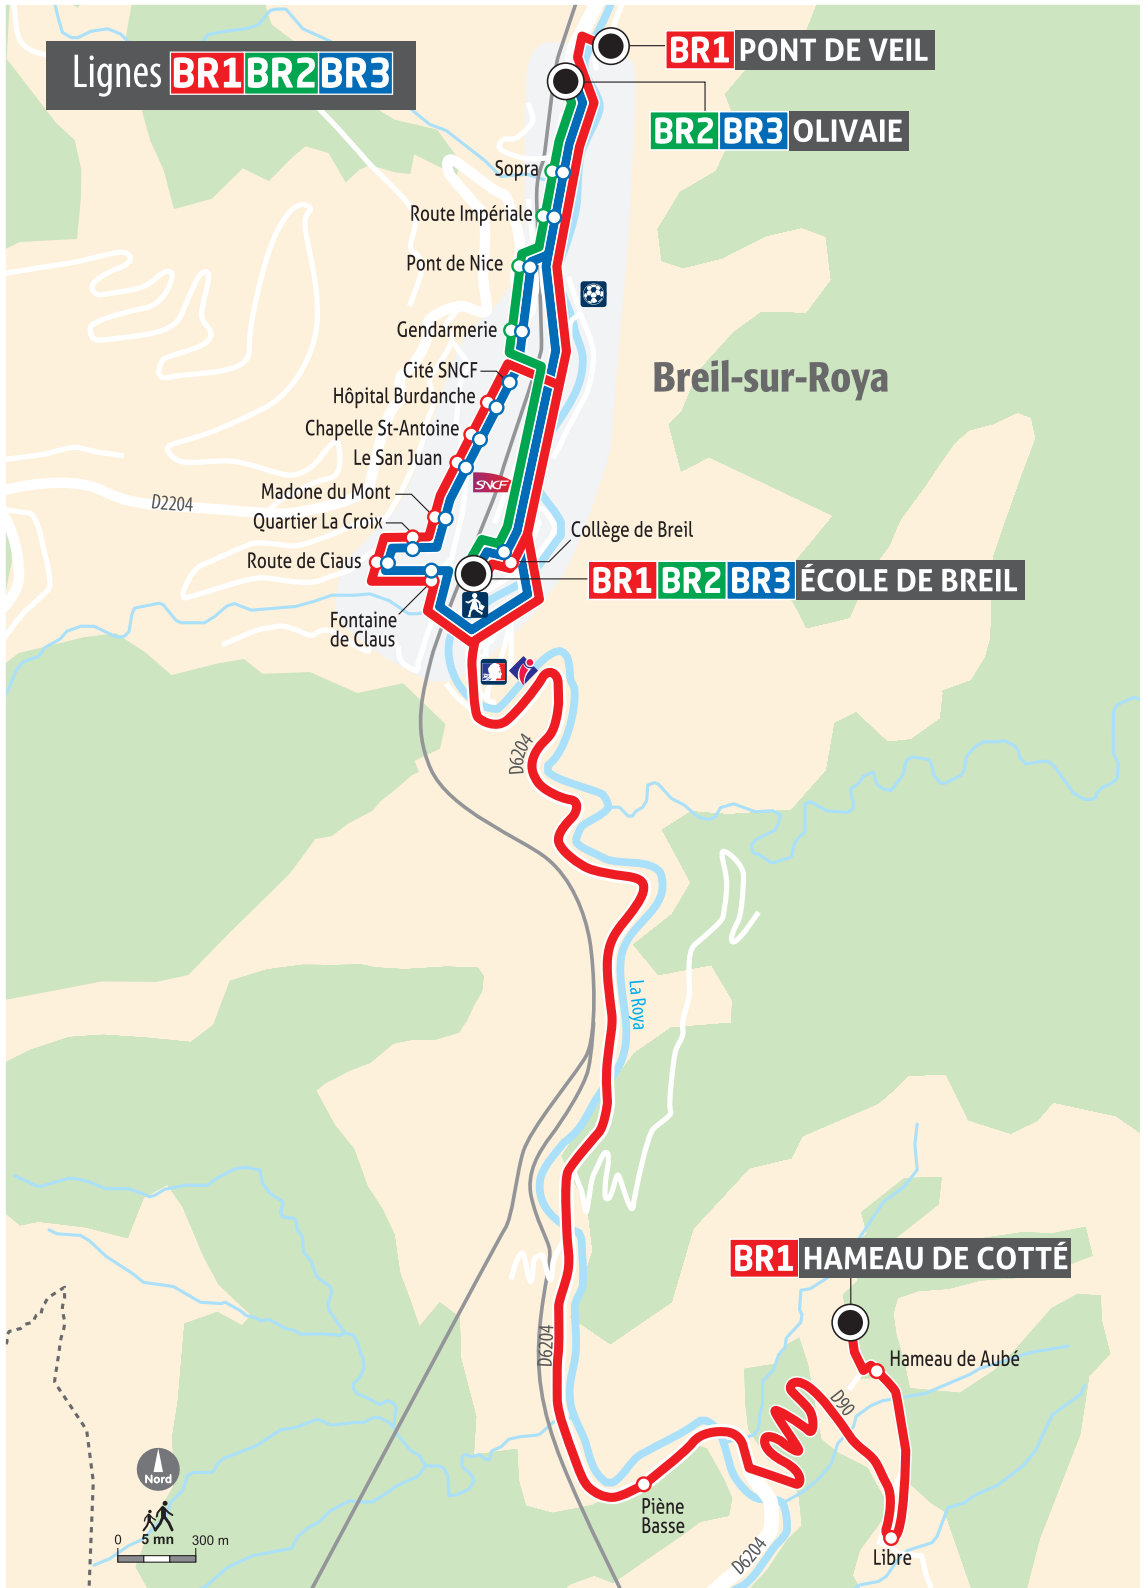 Lignes BR1 BR2 BR3
BR1 PONT DE VEIL
BR2 BR3 OLIVAIE
Sopra
Route Impériale
Pont de Nice
Gendarmerie
Cité SNCF
Breil-sur-Roya
Hôpital Burdanche
Chapelle St-Antoine
Le San Juan
SNCF
Madone du Mont
D2204
Quartier La Croix
Collège de Breil
Route de Ciaus
BR1 BR2 BR3 ÉCOLE DE BREIL
Fontaine
de Claus
D6204
La Roya
BR1 HAMEAU DE COTTÉ
D6204
Hameau de Aubé
D90
Nord
Piène
Basse
0 5 mn 300 m
D6204
Libre